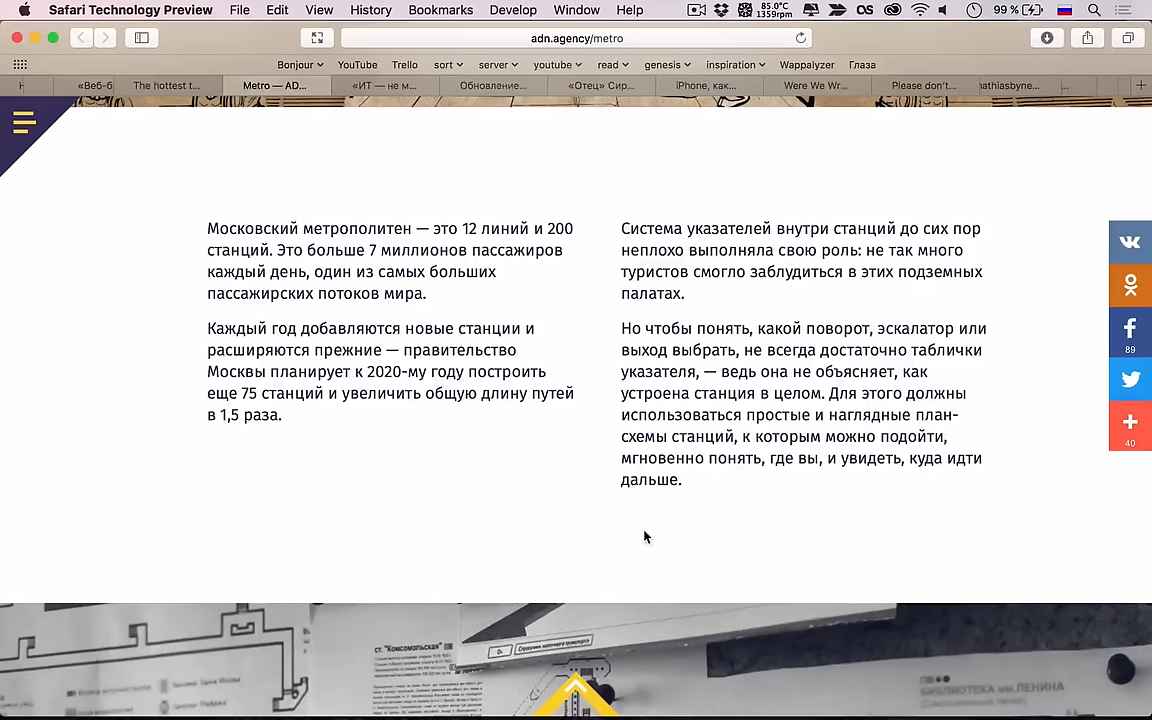 Safari Technology Preview File Edit View History Bookmarks Develop Window Help
85.0°C
1359rpm
99 %
adn.agency/metro
Bonjour YouTube Trello sort server youtube read genesis inspiration Wappalyzer Глаза
«Веб-б The hottest t... Metro — AD... «ИТ — не м... Обновление... «Отец» Сир... iPhone, как... Were We Wr... Please don't... athiasbyne...
Московский метрополитен — это 12 линий и 200
станций. Это больше 7 миллионов пассажиров
каждый день, один из самых больших
пассажирских потоков мира.
Каждый год добавляются новые станции и
расширяются прежние — правительство
Москвы планирует к 2020-му году построить
еще 75 станций и увеличить общую длину путей
в 1,5 раза.
Система указателей внутри станций до сих пор
неплохо выполняла свою роль: не так много
туристов смогло заблудиться в этих подземных
палатах.
Но чтобы понять, какой поворот, эскалатор или
выход выбрать, не всегда достаточно таблички
указателя, — ведь она не объясняет, как
устроена станция в целом. Для этого должны
использоваться простые и наглядные план-
схемы станций, к которым можно подойти,
мгновенно понять, где вы, и увидеть, куда идти
дальше.
89
40
ст. "Комсомольская"
БИБЛИОТЕКА им.ЛЕНИНА